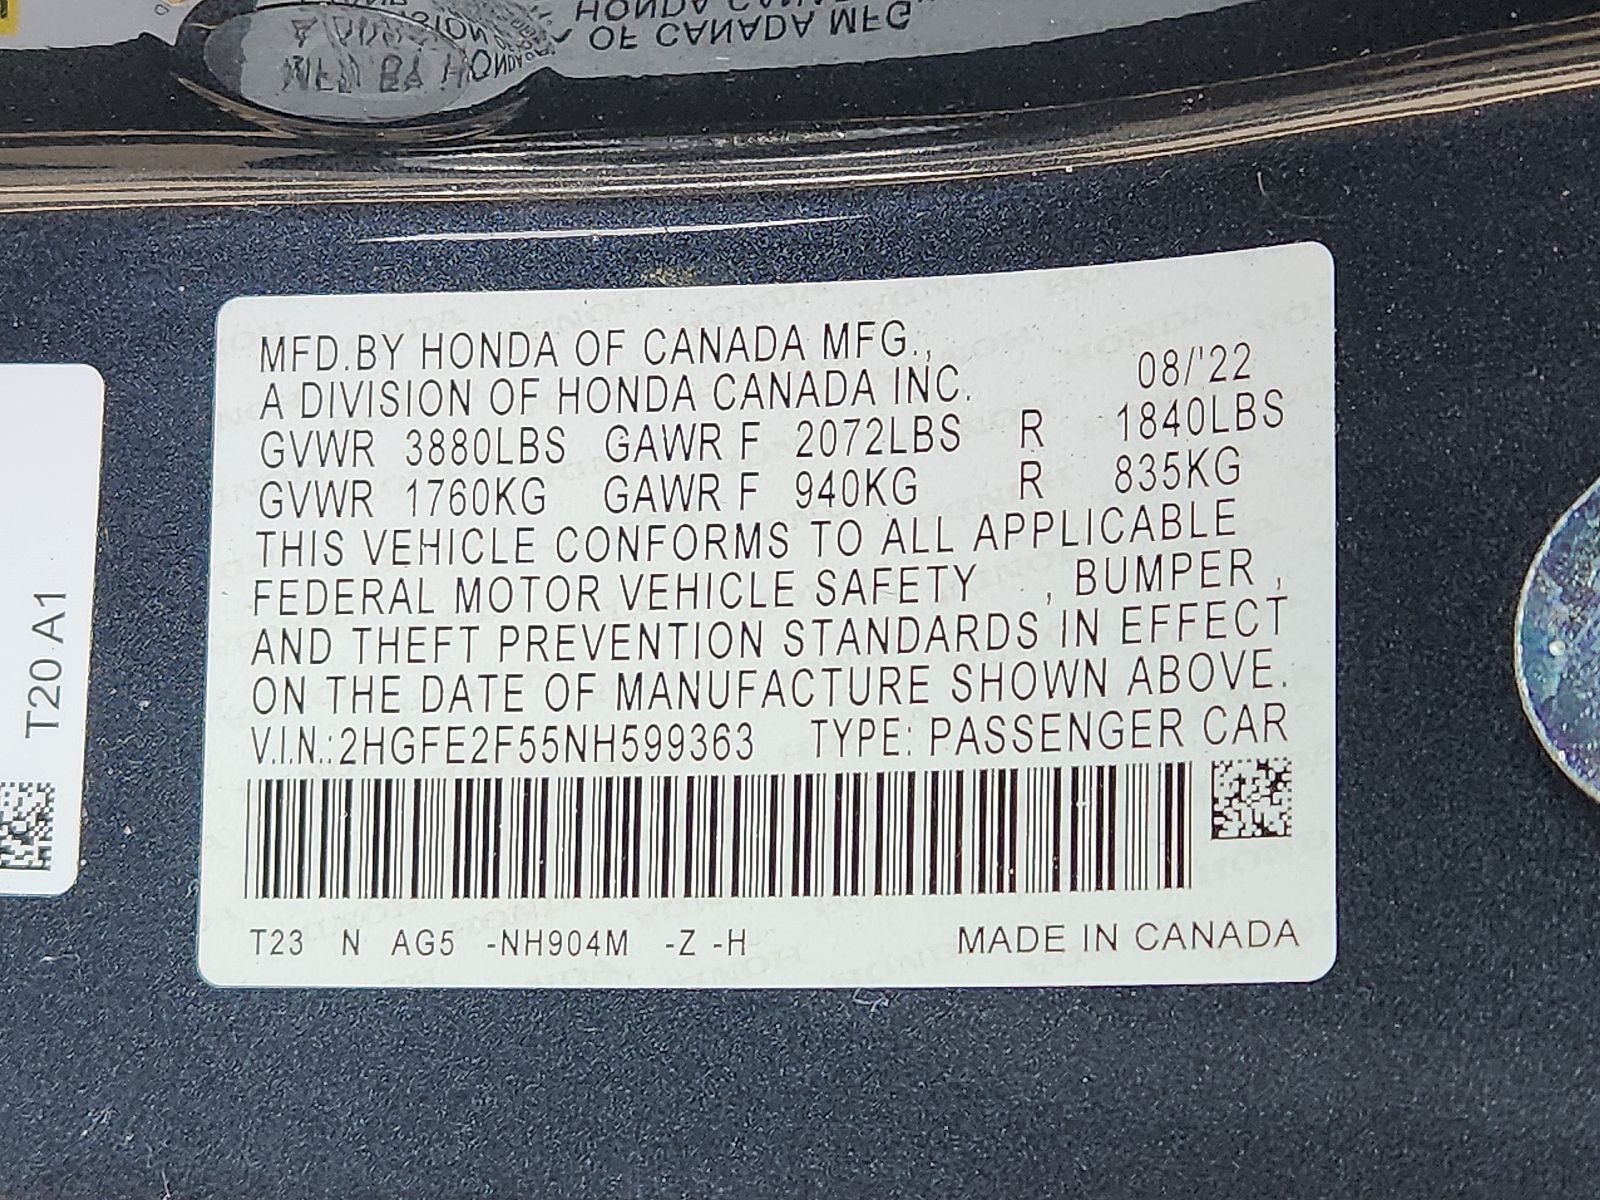 HONDA CANADA
OF CANADA MFG
MFD.BY HONDA OF CANADA MFG.,
A DIVISION OF HONDA CANADA INC. 08/'22
GVWR 3880LBS GAWR F 2072LBS R 1840LBS
GVWR 1760KG GAWR F 940KG R 835KG
THIS VEHICLE CONFORMS TO ALL APPLICABLE
FEDERAL MOTOR VEHICLE SAFETY , BUMPER ,
AND THEFT PREVENTION STANDARDS IN EFFECT
ON THE DATE OF MANUFACTURE SHOWN ABOVE.
V.I.N.:2HGFE2F55NH599363 TYPE: PASSENGER CAR
T23 N AG5 -NH904M -Z -H MADE IN CANADA
T20 A1